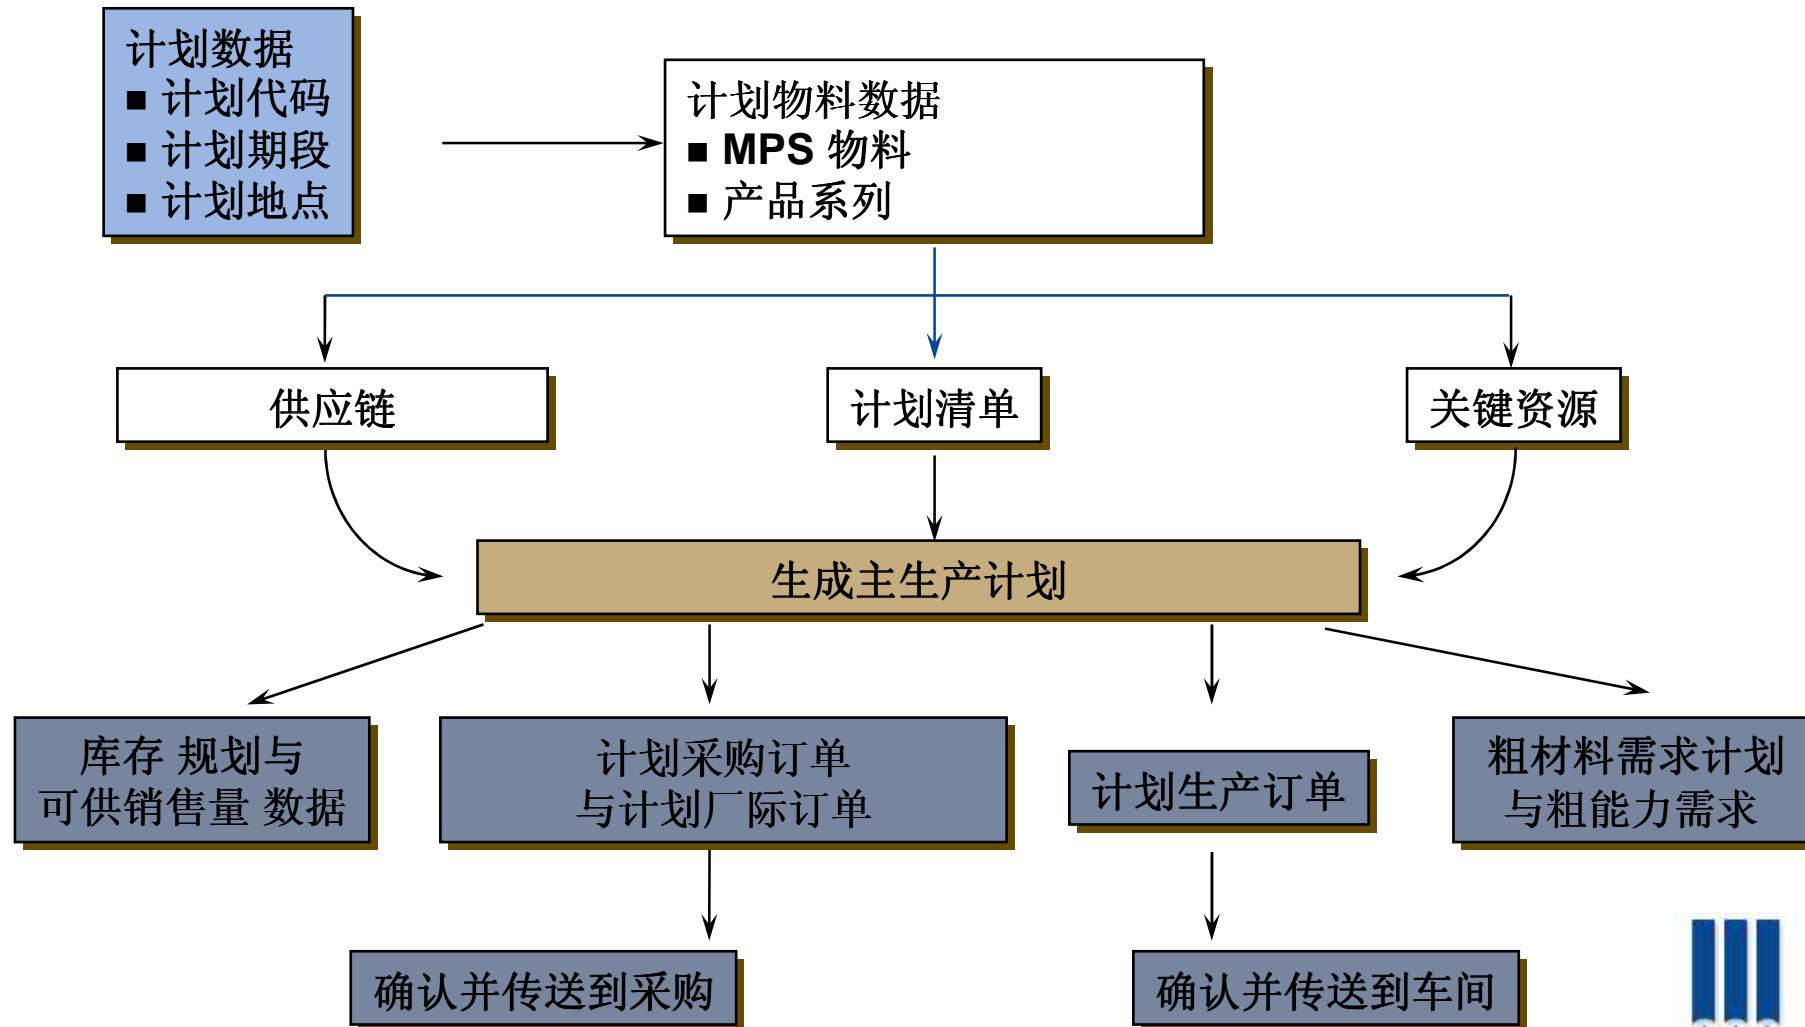 计划数据
■ 计划代码
■ 计划期段
■ 计划地点
计划物料数据
■ MPS 物料
■ 产品系列
供应链
计划清单
关键资源
生成主生产计划
库存 规划与
可供销售量 数据
计划采购订单
与计划厂际订单
计划生产订单
粗材料需求计划
与粗能力需求
确认并传送到采购
确认并传送到车间